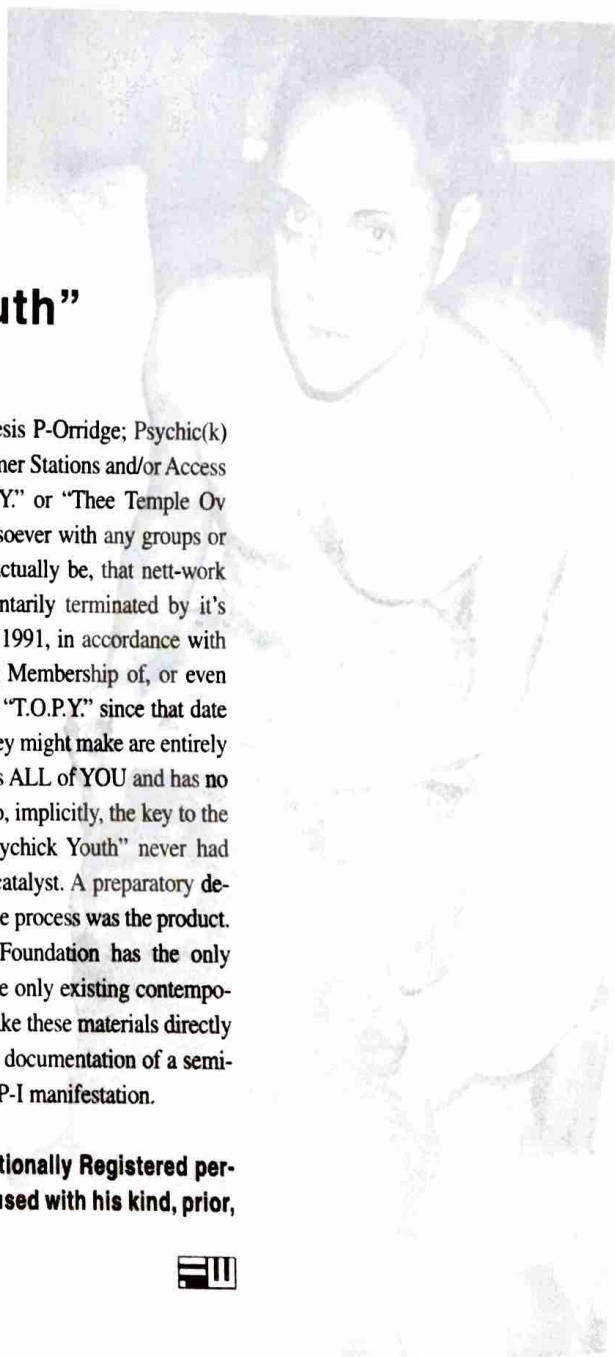 uth”
esis P-Orridge; Psychic(k)
ner Stations and/or Access
Y.” or “Thee Temple Ov
soever with any groups or
ctually be, that nett-work
ntarily terminated by it's
1991, in accordance with
Membership of, or even
“T.O.P.Y.” since that date
ey might make are entirely
s ALL of YOU and has no
o, implicitly, the key to the
ychick Youth” never had
catalyst. A preparatory de-
e process was the product.
Foundation has the only
e only existing contempo-
ke these materials directly
documentation of a semi-
P-I manifestation.
tionally Registered per-
used with his kind, prior,